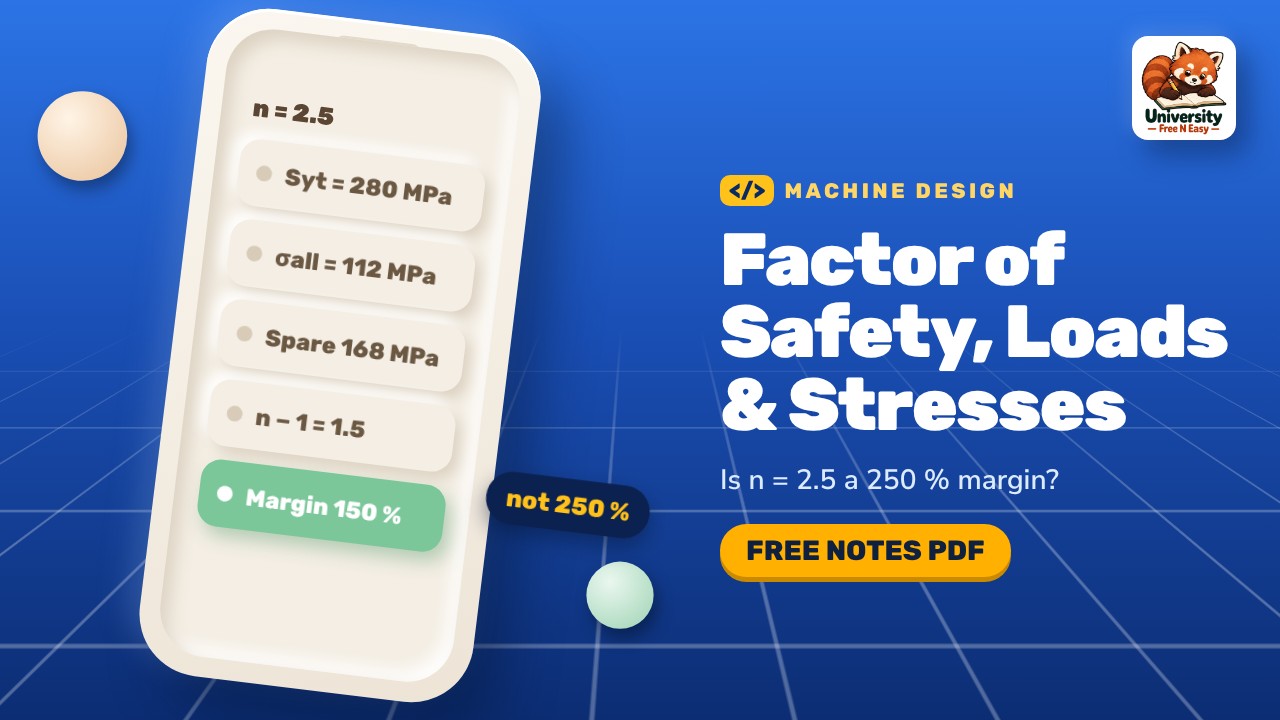 n = 2.5
Syt = 280 MPa
σall = 112 MPa
Spare 168 MPa
n − 1 = 1.5
Margin 150 %
not 250 %
University
Free N Easy
</> MACHINE DESIGN
Factor of
Safety, Loads
& Stresses
Is n = 2.5 a 250 % margin?
FREE NOTES PDF